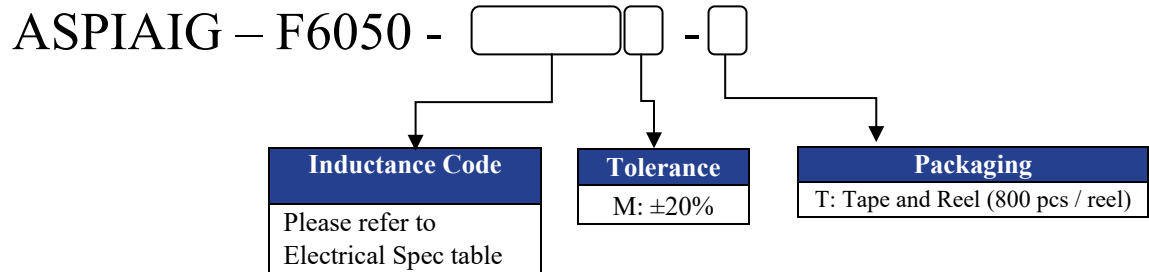 ASPIAIG – F6050 - -
Inductance Code
Please refer to
Electrical Spec table
Tolerance
M: ±20%
Packaging
T: Tape and Reel (800 pcs / reel)